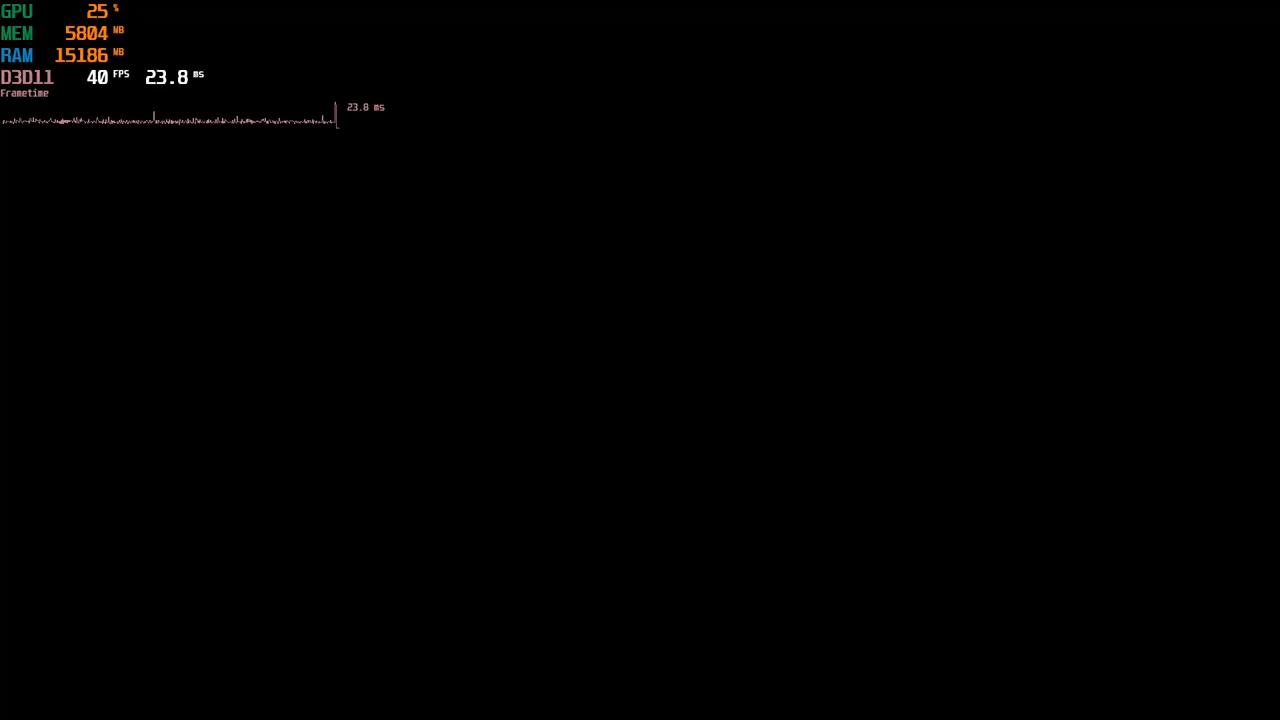 GPU 25 %
MEM 5804 MB
RAM 15186 MB
D3D11 40 FPS 23.8 ms
Frametime
23.8 ms